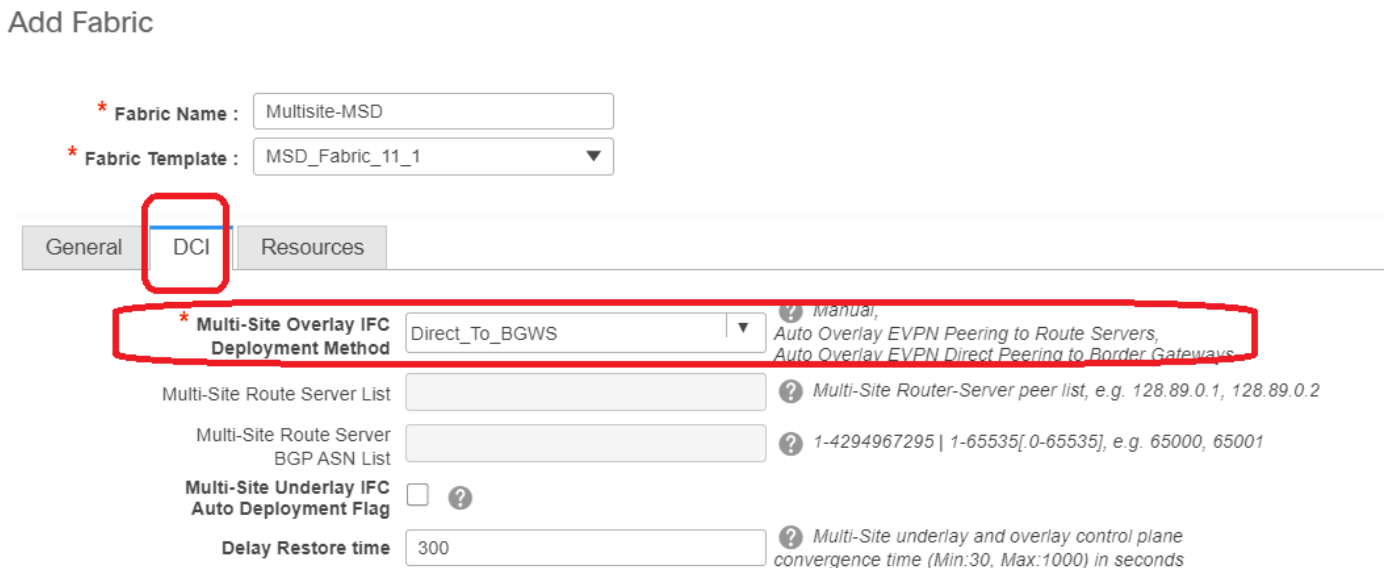 Add Fabric
* Fabric Name : Multisite-MSD
* Fabric Template : MSD_Fabric_11_1 ▼
General DCI Resources
* Multi-Site Overlay IFC Deployment Method Direct_To_BGWS ▼ ? Manual,
Auto Overlay EVPN Peering to Route Servers,
Auto Overlay EVPN Direct Peering to Border Gateways
Multi-Site Route Server List ? Multi-Site Router-Server peer list, e.g. 128.89.0.1, 128.89.0.2
Multi-Site Route Server
BGP ASN List ? 1-4294967295 | 1-65535[.0-65535], e.g. 65000, 65001
Multi-Site Underlay IFC
Auto Deployment Flag ?
Delay Restore time 300 ? Multi-Site underlay and overlay control plane
convergence time (Min:30, Max:1000) in seconds